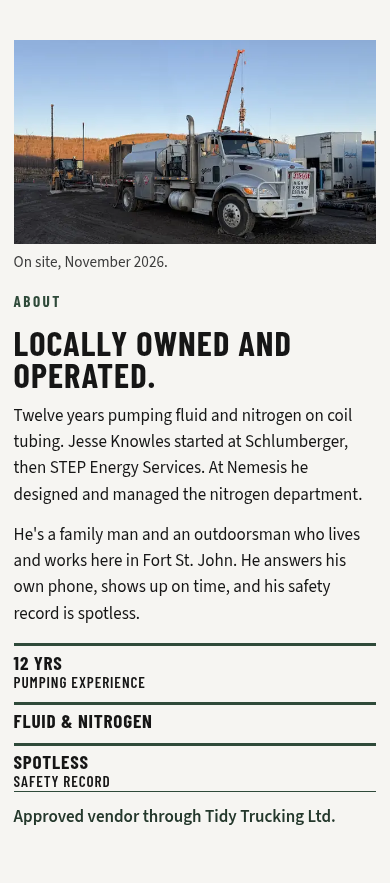 On site, November 2026.
ABOUT
LOCALLY OWNED AND
OPERATED.
Twelve years pumping fluid and nitrogen on coil
tubing. Jesse Knowles started at Schlumberger,
then STEP Energy Services. At Nemesis he
designed and managed the nitrogen department.
He's a family man and an outdoorsman who lives
and works here in Fort St. John. He answers his
own phone, shows up on time, and his safety
record is spotless.
12 YRS
PUMPING EXPERIENCE
FLUID & NITROGEN
SPOTLESS
SAFETY RECORD
Approved vendor through Tidy Trucking Ltd.